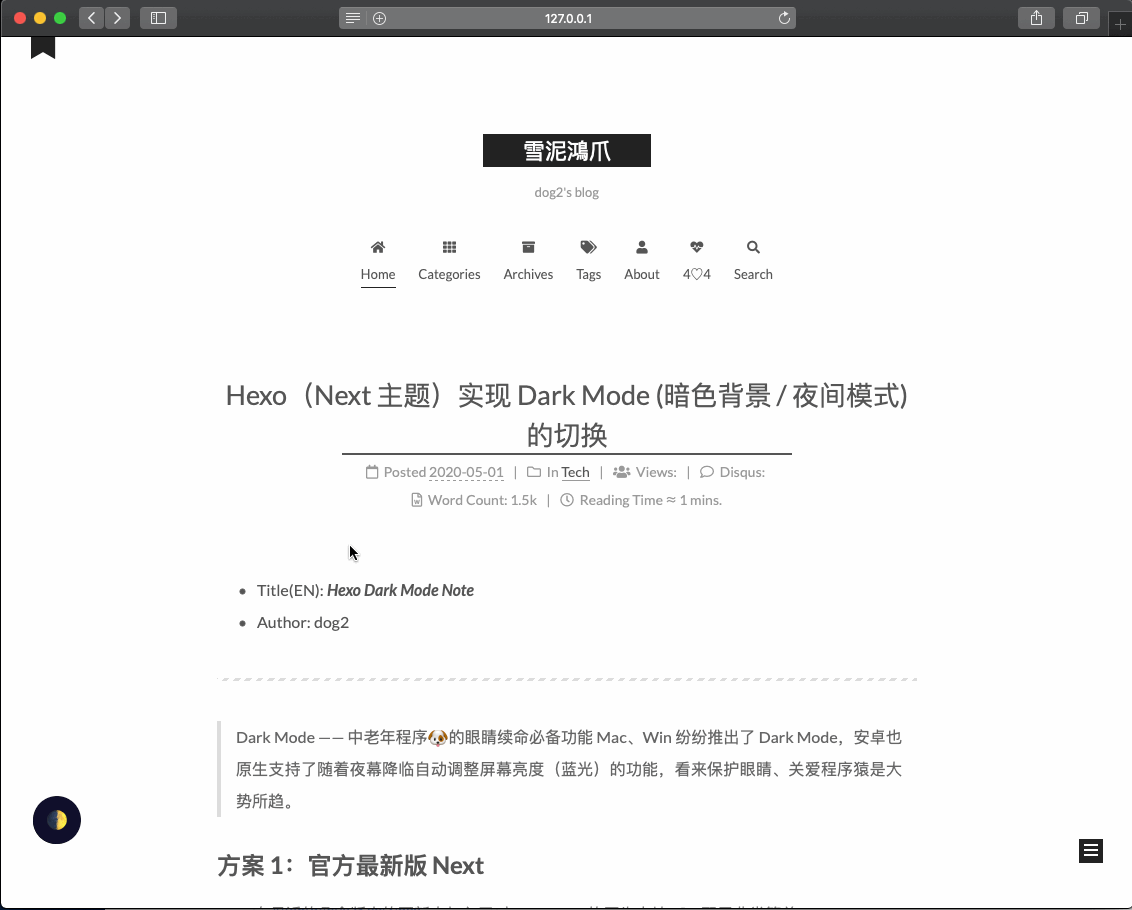 127.0.0.1
雪泥鴻爪
dog2's blog
Home Categories Archives Tags About 4♡4 Search
Hexo（Next 主题）实现 Dark Mode (暗色背景 / 夜间模式)
的切换
Posted 2020-05-01 | In Tech | Views: | Disqus:
Word Count: 1.5k | Reading Time ≈ 1 mins.
Title(EN): Hexo Dark Mode Note
Author: dog2
Dark Mode —— 中老年程序🐶的眼睛续命必备功能 Mac、Win 纷纷推出了 Dark Mode，安卓也
原生支持了随着夜幕降临自动调整屏幕亮度（蓝光）的功能，看来保护眼睛、关爱程序猿是大
势所趋。
方案 1：官方最新版 Next